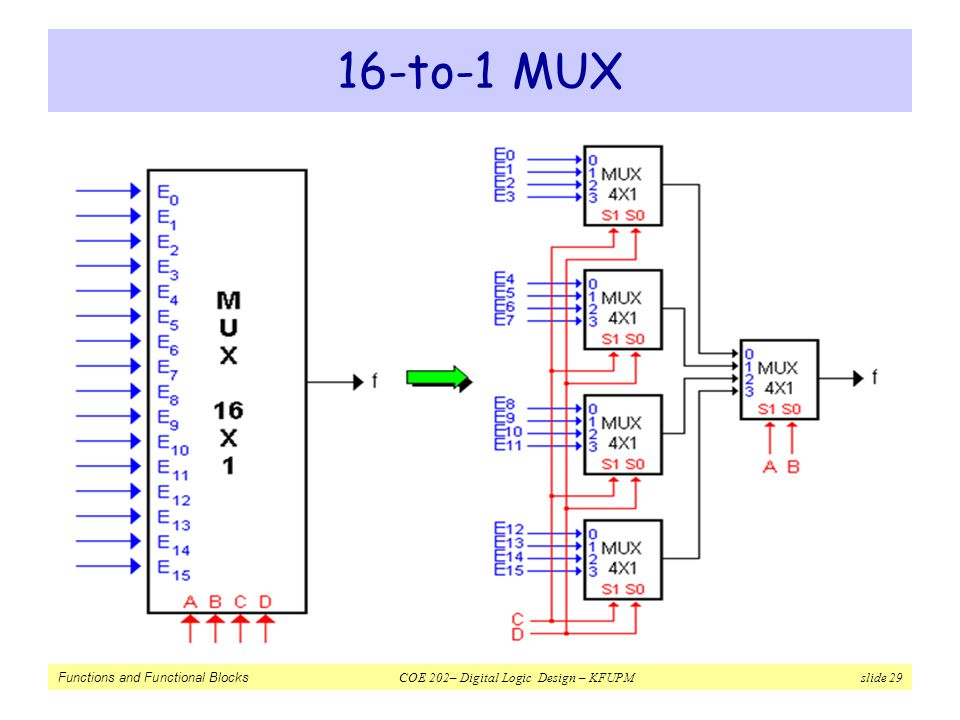 16-to-1 MUX
E0
E1
E2
E3
E4
E5
E6
E7
E8
E9
E10
E11
E12
E13
E14
E15
M
U
X
16
X
1
A B C D
f
E0
E1
E2
E3
0
1
2
3
MUX
4X1
S1 S0
E4
E5
E6
E7
0
1
2
3
MUX
4X1
S1 S0
E8
E9
E10
E11
0
1
2
3
MUX
4X1
S1 S0
E12
E13
E14
E15
0
1
2
3
MUX
4X1
S1 S0
C
D
0
1
2
3
MUX
4X1
S1 S0
A B
f
Functions and Functional Blocks COE 202– Digital Logic Design – KFUPM slide 29